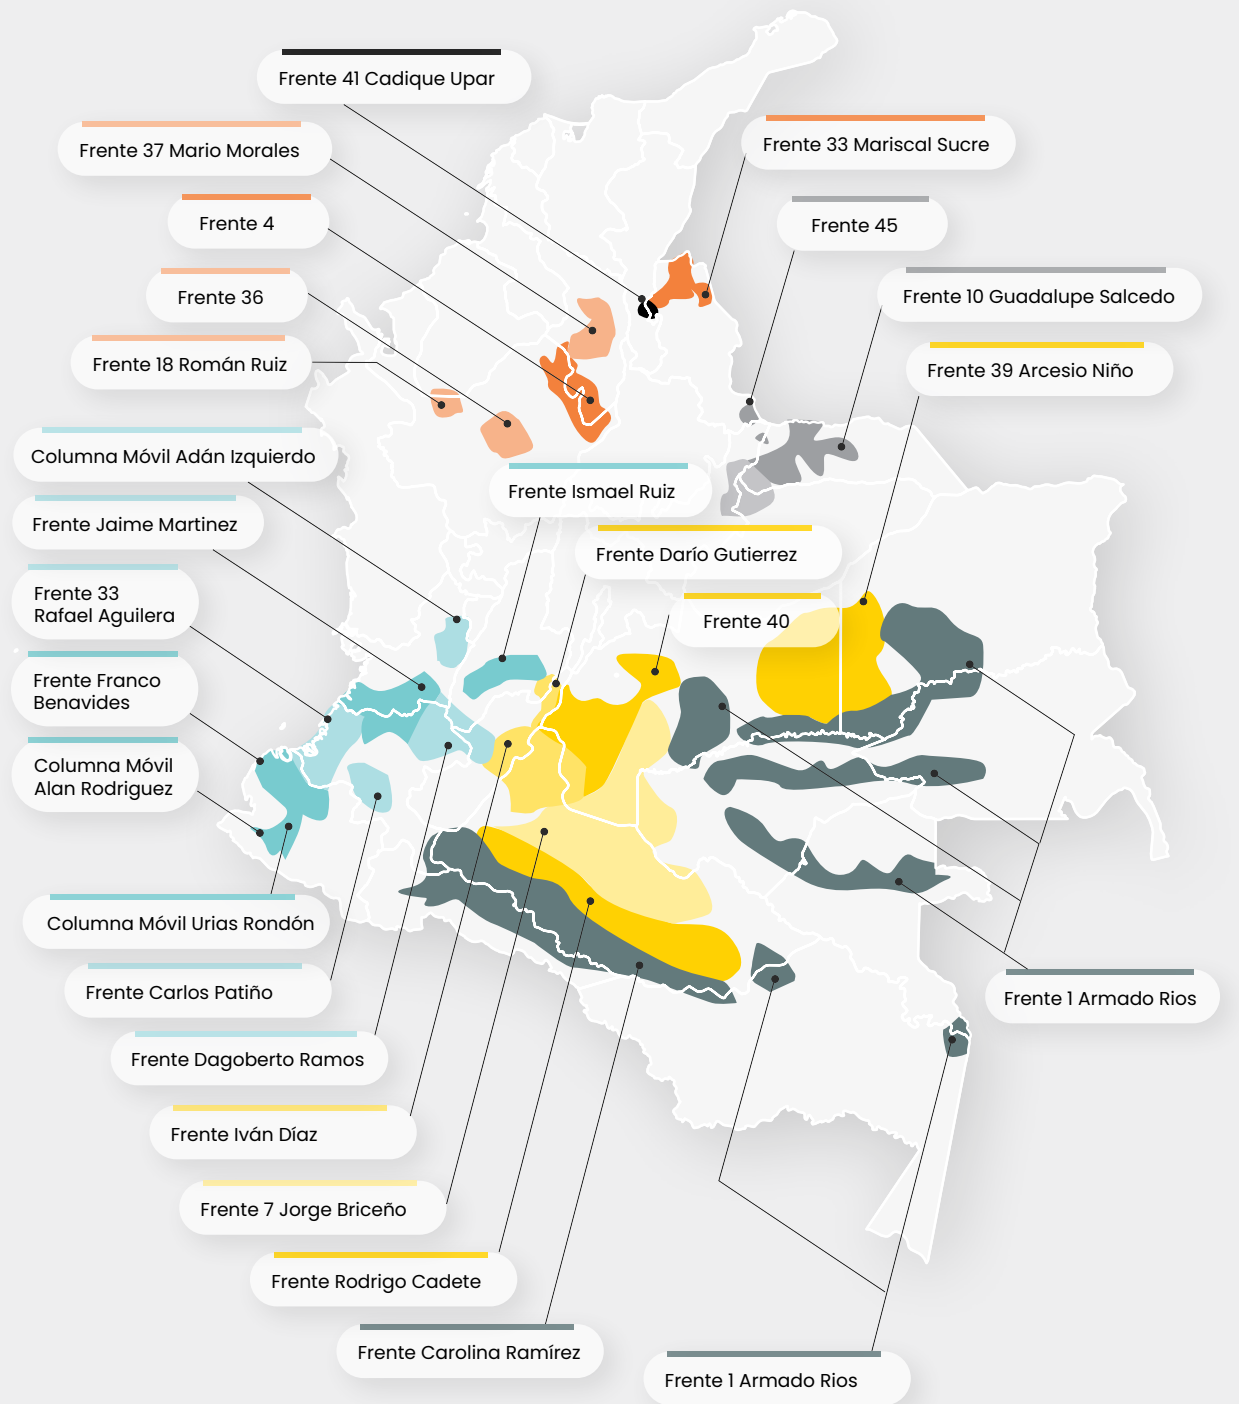 Frente 41 Cadique Upar
Frente 37 Mario Morales
Frente 33 Mariscal Sucre
Frente 4
Frente 45
Frente 36
Frente 10 Guadalupe Salcedo
Frente 18 Román Ruiz
Frente 39 Arcesio Niño
Columna Móvil Adán Izquierdo
Frente Ismael Ruiz
Frente Jaime Martinez
Frente Darío Gutierrez
Frente 33
Rafael Aguilera
Frente 40
Frente Franco
Benavides
Columna Móvil
Alan Rodriguez
Columna Móvil Urias Rondón
Frente Carlos Patiño
Frente 1 Armado Rios
Frente Dagoberto Ramos
Frente Iván Díaz
Frente 7 Jorge Briceño
Frente Rodrigo Cadete
Frente Carolina Ramírez
Frente 1 Armado Rios